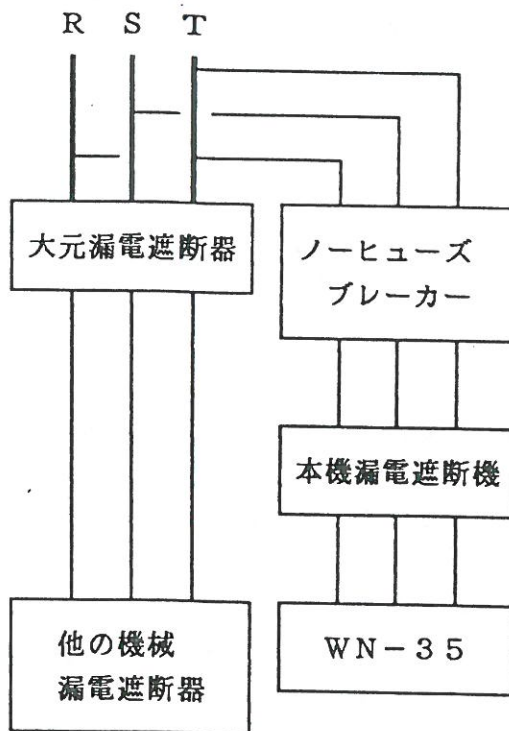 R S T
大元漏電遮断器
ノーヒューズ
ブレーカー
本機漏電遮断機
他の機械
漏電遮断器
WN-35